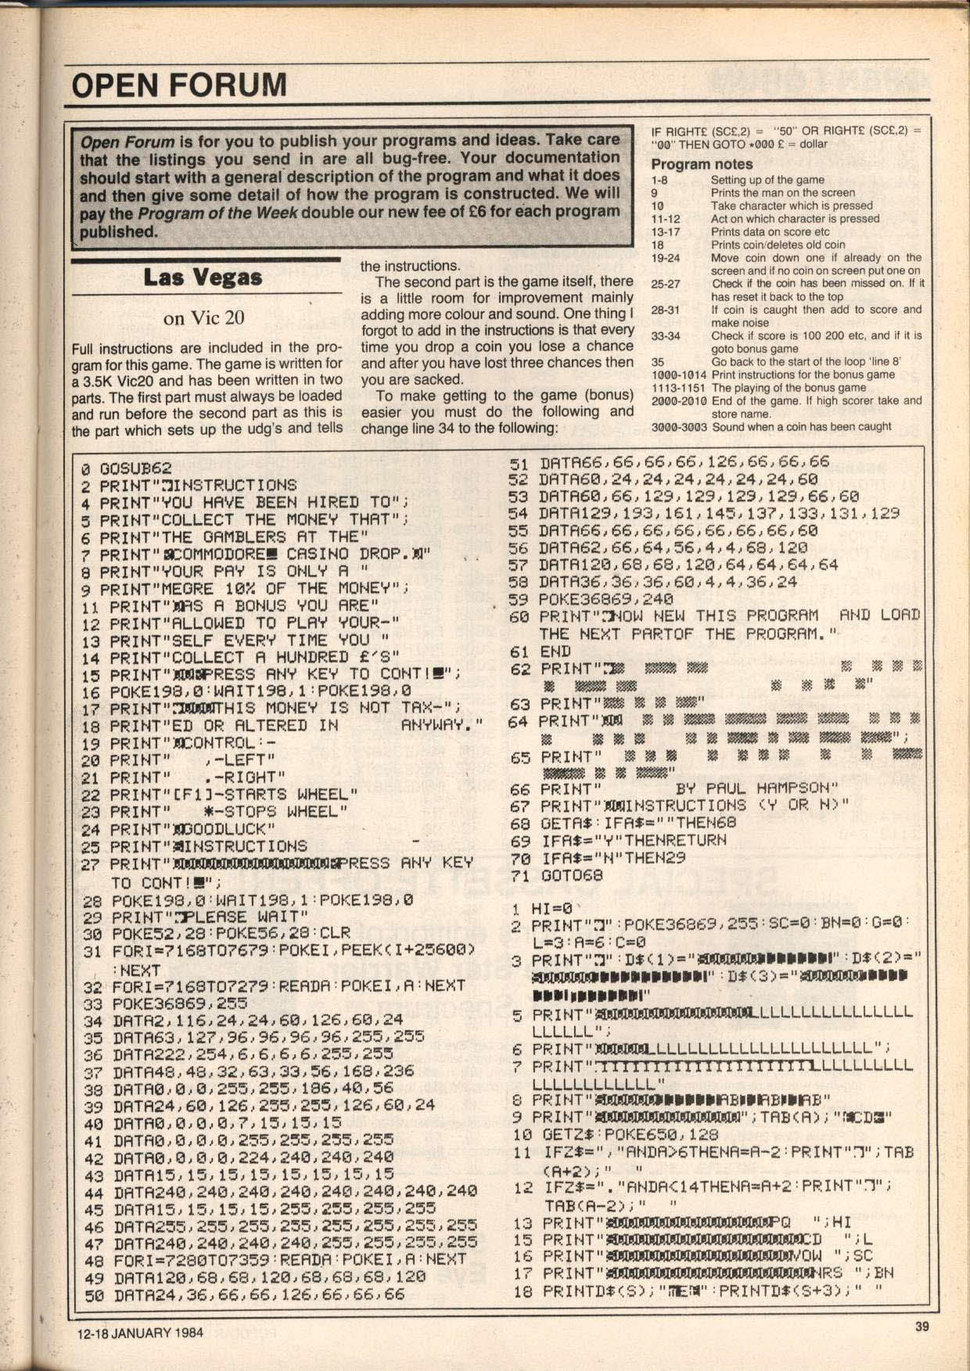 OPEN FORUM
Open Forum is for you to publish your programs and ideas. Take care
that the listings you send in are all bug-free. Your documentation
should start with a general description of the program and what it does
and then give some detail of how the program is constructed. We will
pay the Program of the Week double our new fee of £6 for each program
published.
Las Vegas
on Vic 20
Full instructions are included in the pro-
gram for this game. The game is written for
a 3.5K Vic20 and has been written in two
parts. The first part must always be loaded
and run before the second part as this is
the part which sets up the udg's and tells
the instructions.
The second part is the game itself, there
is a little room for improvement mainly
adding more colour and sound. One thing I
forgot to add in the instructions is that every
time you drop a coin you lose a chance
and after you have lost three chances then
you are sacked.
To make getting to the game (bonus)
easier you must do the following and
change line 34 to the following:
IF RIGHT£ (SC£,2) = "50" OR RIGHT£ (SC£,2) =
"00" THEN GOTO •000 £ = dollar
Program notes
1-8 Setting up of the game
9 Prints the man on the screen
10 Take character which is pressed
11-12 Act on which character is pressed
13-17 Prints data on score etc
18 Prints coin/deletes old coin
19-24 Move coin down one if already on the
screen and if no coin on screen put one on
25-27 Check if the coin has been missed on. If it
has reset it back to the top
28-31 If coin is caught then add to score and
make noise
33-34 Check if score is 100 200 etc, and if it is
goto bonus game
35 Go back to the start of the loop 'line 8'
1000-1014 Print instructions for the bonus game
1113-1151 The playing of the bonus game
2000-2010 End of the game. If high scorer take and
store name.
3000-3003 Sound when a coin has been caught
0 GOSUB62
2 PRINT"INSTRUCTIONS
4 PRINT"YOU HAVE BEEN HIRED TO";
5 PRINT"COLLECT THE MONEY THAT";
6 PRINT"THE GAMBLERS AT THE"
7 PRINT" COMMODORE CASINO DROP."
8 PRINT"YOUR PAY IS ONLY A "
9 PRINT"MEGRE 10% OF THE MONEY";
11 PRINT"AS A BONUS YOU ARE"
12 PRINT"ALLOWED TO PLAY YOUR-"
13 PRINT"SELF EVERY TIME YOU "
14 PRINT"COLLECT A HUNDRED £'S"
15 PRINT"PRESS ANY KEY TO CONT!";
16 POKE198,0:WAIT198,1:POKE198,0
17 PRINT"THIS MONEY IS NOT TAX-";
18 PRINT"ED OR ALTERED IN ANYWAY."
19 PRINT"CONTROL:-
20 PRINT" ,-LEFT"
21 PRINT" .-RIGHT"
22 PRINT"[F1]-STARTS WHEEL"
23 PRINT" *-STOPS WHEEL"
24 PRINT"GOODLUCK"
25 PRINT"INSTRUCTIONS
27 PRINT"PRESS ANY KEY
TO CONT!";
28 POKE198,0:WAIT198,1:POKE198,0
29 PRINT"PLEASE WAIT"
30 POKE52,28:POKE56,28:CLR
31 FORI=7168TO7679:POKEI,PEEK(I+25600)
:NEXT
32 FORI=7168TO7279:READA:POKEI,A:NEXT
33 POKE36869,255
34 DATA2,116,24,24,60,126,60,24
35 DATA63,127,96,96,96,96,255,255
36 DATA222,254,6,6,6,6,255,255
37 DATA48,48,32,63,33,56,168,236
38 DATA0,0,0,255,255,186,40,56
39 DATA24,60,126,255,255,126,60,24
40 DATA0,0,0,0,7,15,15,15
41 DATA0,0,0,0,255,255,255,255
42 DATA0,0,0,0,224,240,240,240
43 DATA15,15,15,15,15,15,15,15
44 DATA240,240,240,240,240,240,240,240
45 DATA15,15,15,15,255,255,255,255
46 DATA255,255,255,255,255,255,255,255
47 DATA240,240,240,240,255,255,255,255
48 FORI=7280TO7359:READA:POKEI,A:NEXT
49 DATA120,68,68,120,68,68,68,120
50 DATA24,36,66,66,126,66,66,66
51 DATA66,66,66,66,126,66,66,66
52 DATA60,24,24,24,24,24,24,60
53 DATA60,66,129,129,129,129,66,60
54 DATA129,193,161,145,137,133,131,129
55 DATA66,66,66,66,66,66,66,60
56 DATA62,66,64,56,4,4,68,120
57 DATA120,68,68,120,64,64,64,64
58 DATA36,36,36,60,4,4,36,24
59 POKE36869,240
60 PRINT"NOW NEW THIS PROGRAM AND LOAD
THE NEXT PARTOF THE PROGRAM."
61 END
62 PRINT"
"
63 PRINT" "
64 PRINT"
";
65 PRINT"
"
66 PRINT" BY PAUL HAMPSON"
67 PRINT"INSTRUCTIONS (Y OR N)"
68 GETA$:IFA$=""THEN68
69 IFA$="Y"THENRETURN
70 IFA$="N"THEN29
71 GOTO68
1 HI=0
2 PRINT"":POKE36869,255:SC=0:BN=0:G=0:
L=3:A=6:C=0
3 PRINT"":D$(1)="":D$(2)="
":D$(3)="
"
5 PRINT"LLLLLLLLLLLLLLLLL
LLLLLL";
6 PRINT"LLLLLLLLLLLLLLLLLLLLLL";
7 PRINT"TTTTTTTTTTTTTTTTTTTTTTLLLLLLLLLL
LLLLLLLLLLLL"
8 PRINT"ABABAB"
9 PRINT"";TAB(A);"CD"
10 GETZ$:POKE650,128
11 IFZ$=","ANDA>6THENA=A-2:PRINT"";TAB
(A+2);" "
12 IFZ$="."ANDA<14THENA=A+2:PRINT"";
TAB(A-2);" "
13 PRINT"PQ ";HI
15 PRINT"CD ";L
16 PRINT"VOW ";SC
17 PRINT"NRS ";BN
18 PRINTD$(S);"E":PRINTD$(S+3);" "
12-18 JANUARY 1984
39